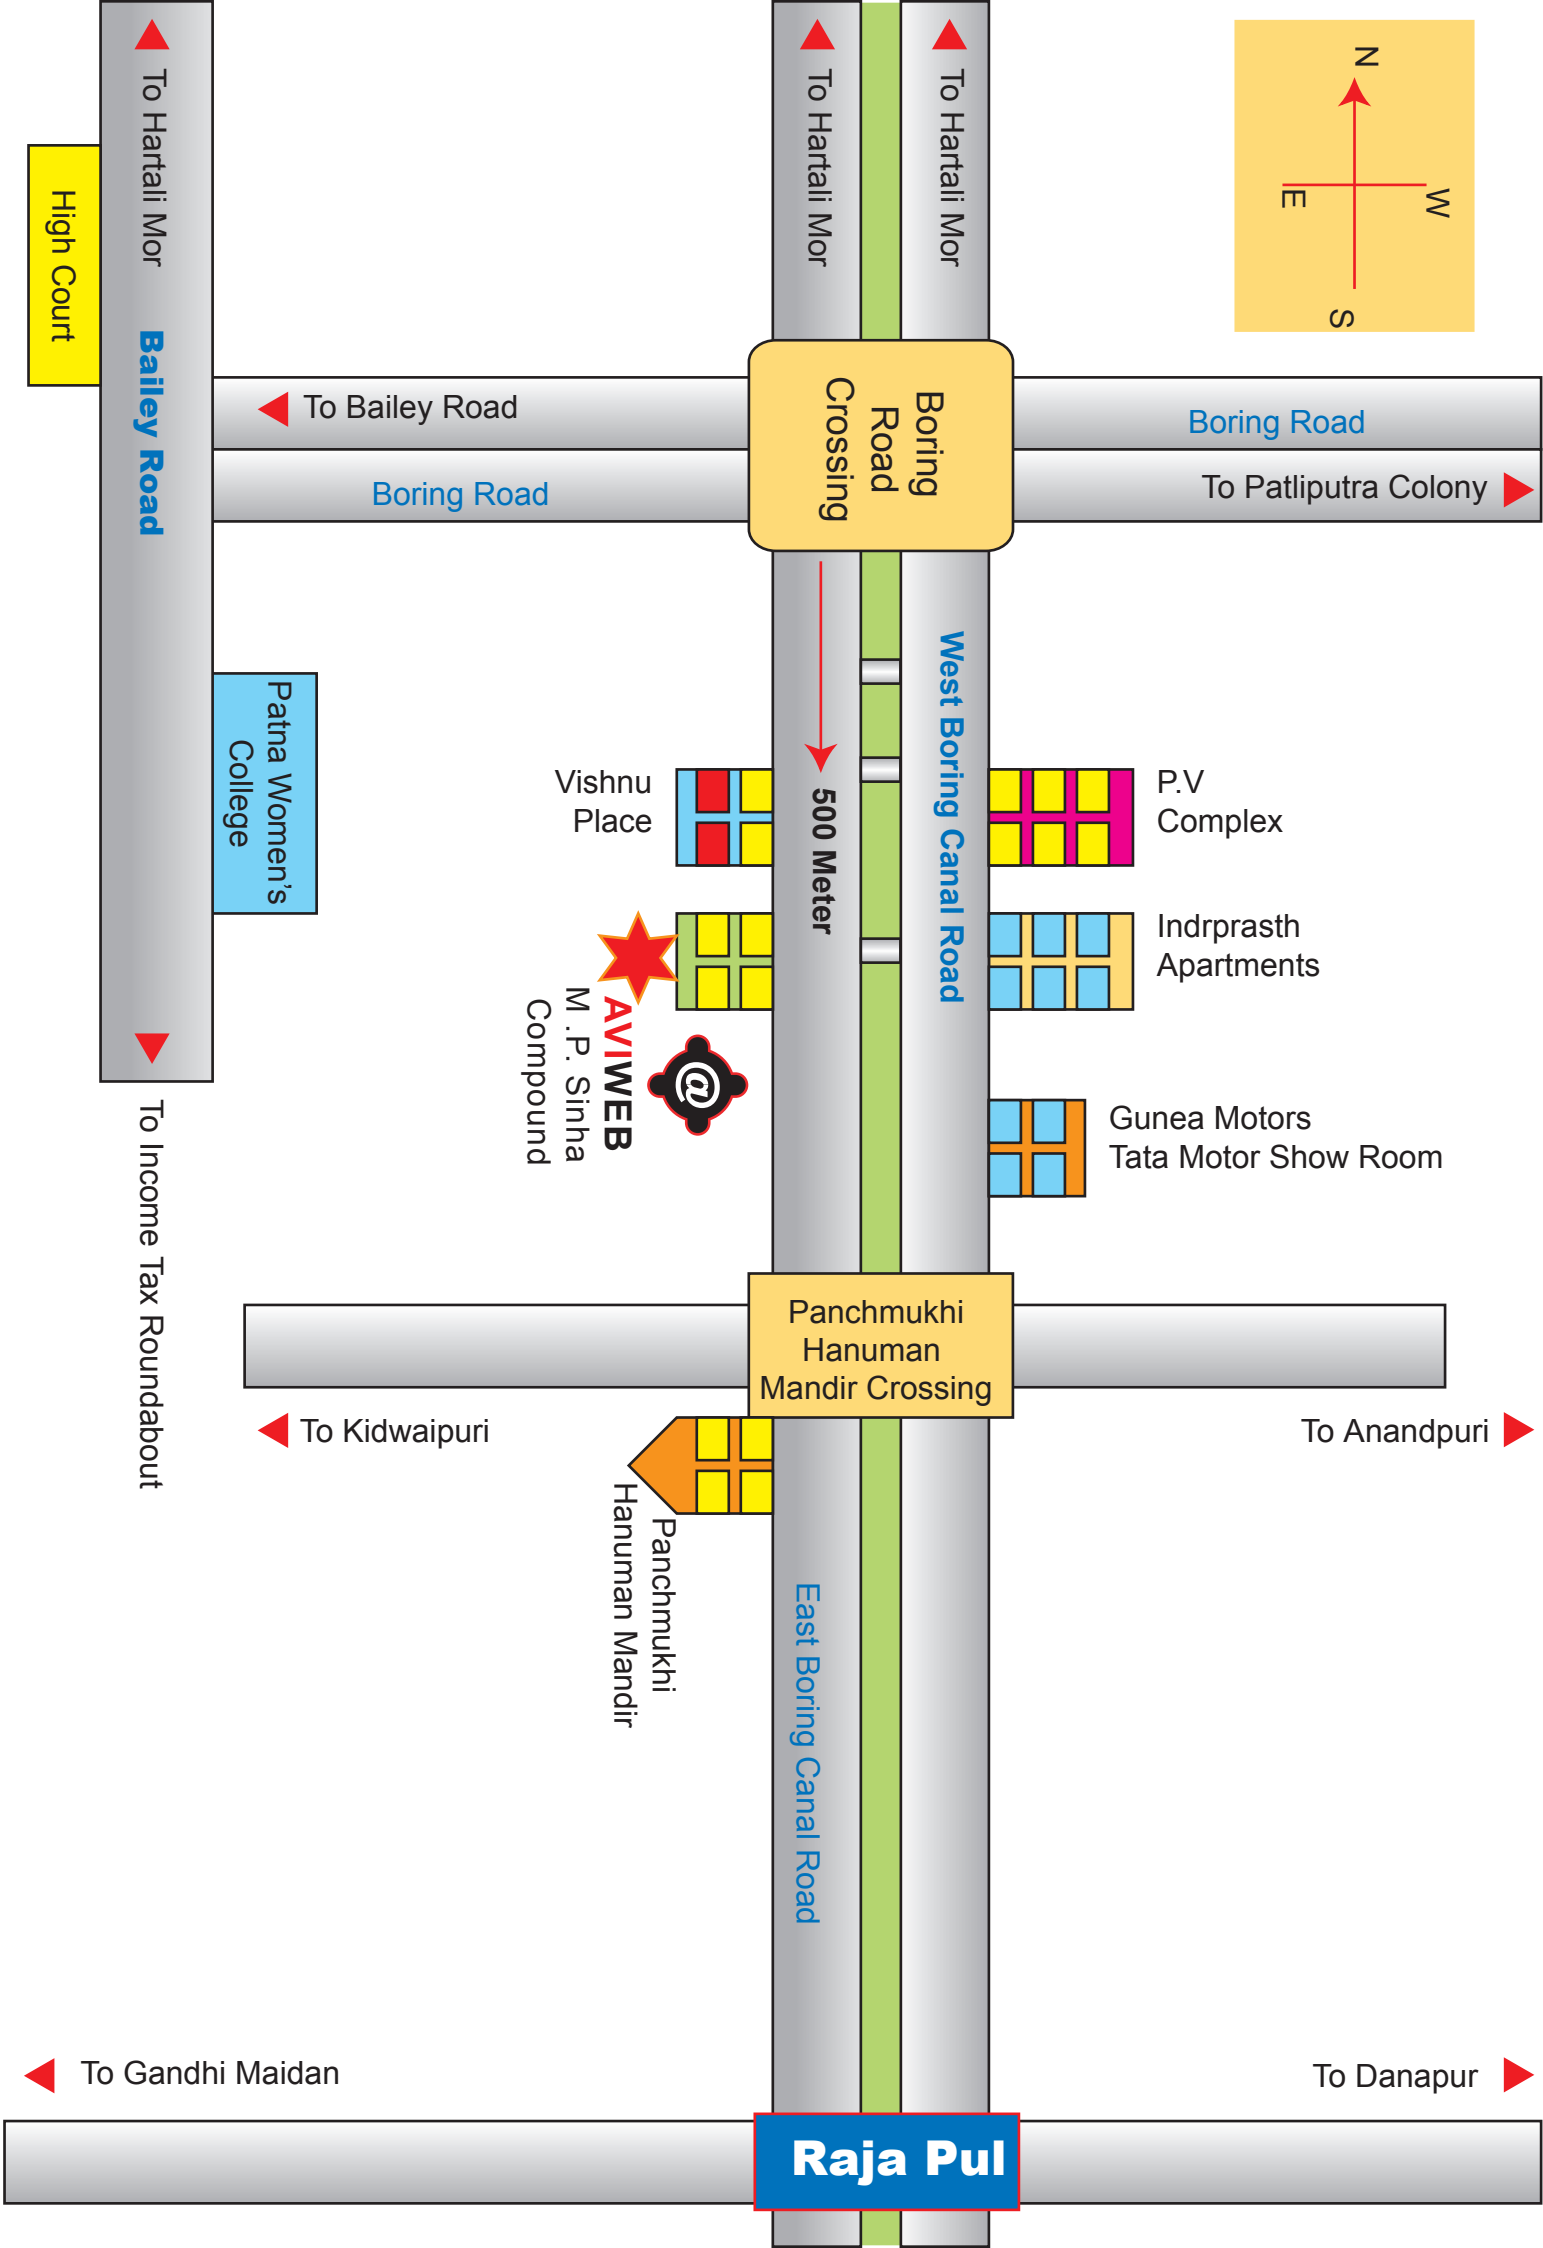 N
W
E
S
To Hartali Mor
To Hartali Mor
To Hartali Mor
High Court
Bailey Road
To Bailey Road
Boring Road
Boring
Road
Crossing
Boring Road
To Patliputra Colony
West Boring Canal Road
500 Meter
Patna Women's
College
Vishnu
Place
P.V
Complex
Indrprasth
Apartments
AVIWEB
M .P. Sinha
Compound
@
Gunea Motors
Tata Motor Show Room
To Income Tax Roundabout
Panchmukhi
Hanuman
Mandir Crossing
To Kidwaipuri
To Anandpuri
Panchmukhi
Hanuman Mandir
East Boring Canal Road
To Gandhi Maidan
To Danapur
Raja Pul